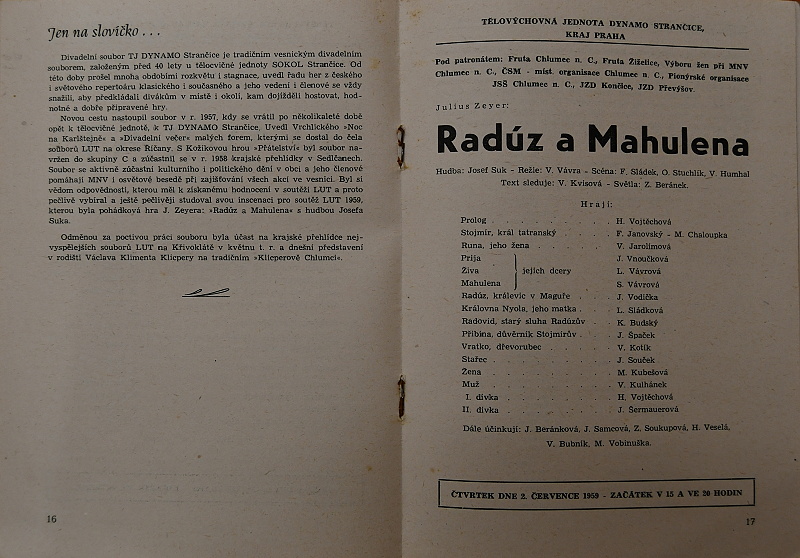 Jen na slovíčko . . .
Divadelní soubor TJ DYNAMO Strančice je tradičním vesnickým divadelním
souborem, založeným před 40 lety u tělocvičné jednoty SOKOL Strančice. Od
této doby prošel mnoha obdobími rozkvětu i stagnace, uvedl řadu her z českého
i světového repertoáru klasického i současného a jeho vedení i členové se vždy
snažili, aby předkládali divákům v místě i okolí, kam dojížděli hostovat, hod-
notné a dobře připravené hry.
Novou cestu nastoupil soubor v r. 1957, kdy se vrátil po několikaleté době
opět k tělocvičné jednotě, k TJ DYNAMO Strančice. Uvedl Vrchlického »Noc
na Karlštejně« a »Divadelní večer« malých forem, kterými se dostal do čela
souborů LUT na okrese Říčany. S Kožíkovou hrou »Přátelství« byl soubor na-
vržen do skupiny C a zúčastnil se v r. 1958 krajské přehlídky v Sedlčanech.
Soubor se aktivně zúčastní kulturního i politického dění v obci a jeho členové
pomáhají MNV i osvětové besedě při zajišťování všech akcí ve vesnici. Byl si
vědom odpovědnosti, kterou měl k získanému hodnocení v soutěži LUT a proto
pečlivě vybíral a ještě pečlivěji studoval svou inscenaci pro soutěž LUT 1959,
kterou byla pohádková hra J. Zeyera: »Radúz a Mahulena« s hudbou Josefa
Suka.
Odměnou za poctivou práci souboru byla účast na krajské přehlídce nej-
vyspělejších souborů LUT na Křivoklátě v květnu t. r. a dnešní představení
v rodišti Václava Klimenta Klicpery na tradičním »Klicperově Chlumci«.
16
TĚLOVÝCHOVNÁ JEDNOTA DYNAMO STRANČICE,
KRAJ PRAHA
Pod patronátem: Fruta Chlumec n. C., Fruta Žiželice, Výboru žen při MNV
Chlumec n. C., ČSM - míst. organisace Chlumec n. C., Pionýrské organisace
JSS Chlumec n. C., JZD Končice, JZD Převýšov.
Julius Zeyer:
Radúz a Mahulena
Hudba: Josef Suk - Režie: V. Vávra - Scéna: F. Sládek, O. Stuchlík, V. Humhal
Text sleduje: V. Kvisová - Světla: Z. Beránek.
Hrají:
Prolog . . . . . . . . . H. Vojtěchová
Stojmír, král tatranský . . . . F. Janovský - M. Chaloupka
Runa, jeho žena . . . . . V. Jarolímová
Prija J. Vnoučková
Živa jejich dcery L. Vávrová
Mahulena S. Vávrová
Radúz, kralevic v Maguře . . . J. Vodička
Královna Nyola, jeho matka . . . L. Sládková
Radovid, starý sluha Radúzův . . K. Budský
Přibina, důvěrník Stojmírův . . . J. Špaček
Vratko, dřevorubec . . . . . V. Kotík
Stařec . . . . . . . . . J. Souček
Žena . . . . . . . . . M. Kubešová
Muž . . . . . . . . . V. Kulhánek
I. dívka . . . . . . . . H. Vojtěchová
II. dívka . . . . . . . . J. Sermauerová
Dále účinkují: J. Beránková, J. Samcová, Z. Soukupová, H. Veselá,
V. Bubník, M. Vobinuška.
ČTVRTEK DNE 2. ČERVENCE 1959 - ZAČÁTEK V 15 A VE 20 HODIN
17